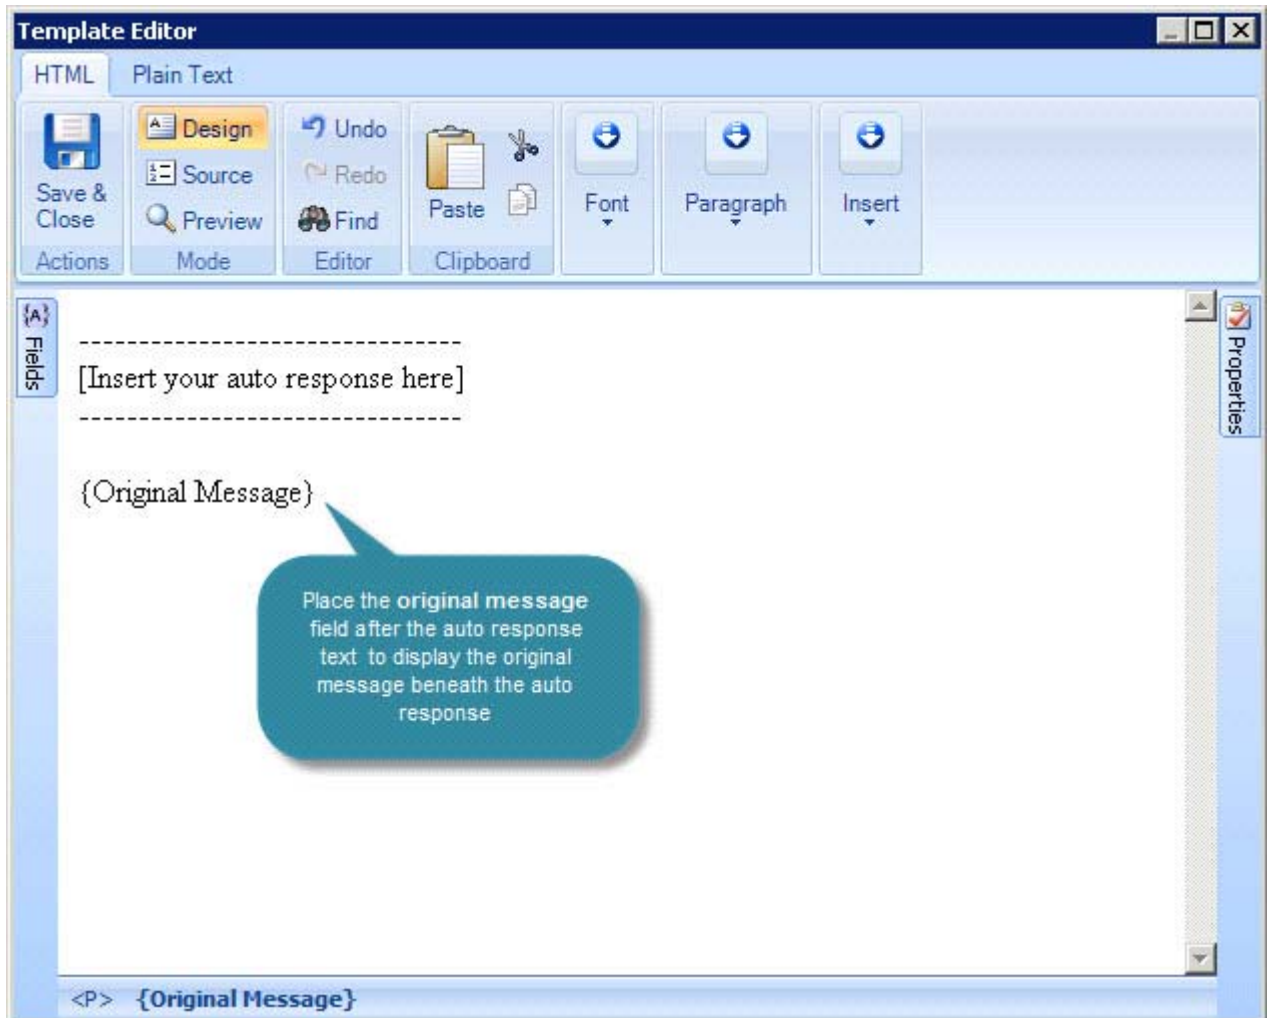 Template Editor
HTML Plain Text
Design Undo
Source Redo
Save & Close Preview Find Paste Font Paragraph Insert
Actions Mode Editor Clipboard
{A} Fields
Properties
--------------------------------
[Insert your auto response here]
--------------------------------
{Original Message}
Place the original message
field after the auto response
text to display the original
message beneath the auto
response
<P> {Original Message}